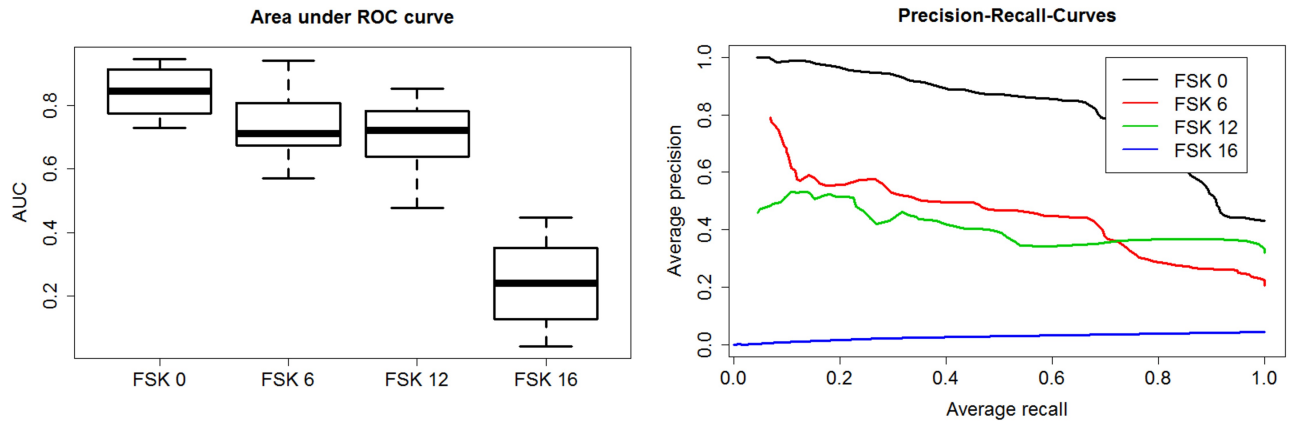 Area under ROC curve
AUC
0.8
0.6
0.4
0.2
FSK 0
FSK 6
FSK 12
FSK 16
Precision-Recall-Curves
Average precision
1.0
0.8
0.6
0.4
0.2
0.0
FSK 0
FSK 6
FSK 12
FSK 16
0.0
0.2
0.4
0.6
0.8
1.0
Average recall